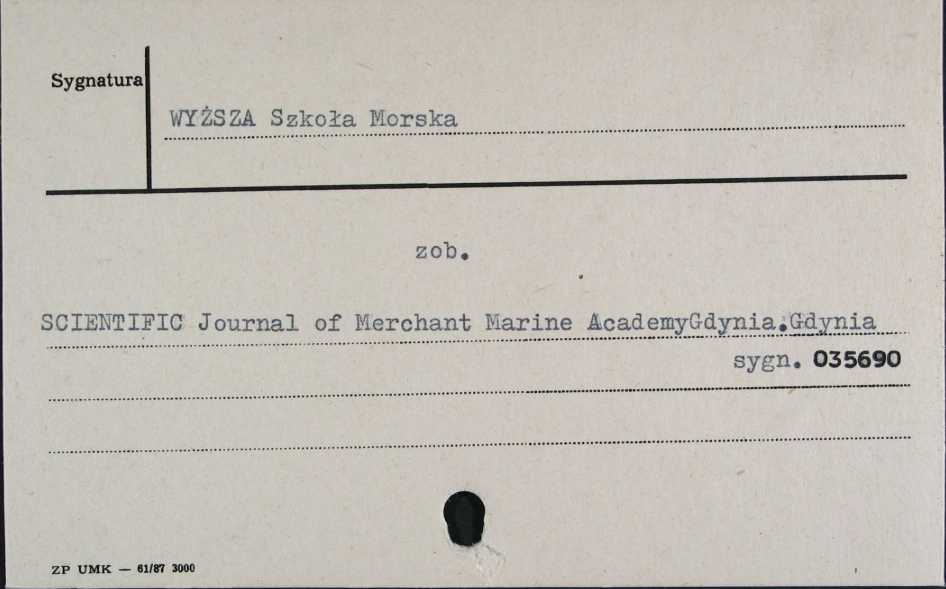 Sygnatura
WYŻSZA Szkoła Morska
zob.
SCIENTIFIC Journal of Merchant Marine AcademyGdynia.Gdynia
sygn. 035690
ZP UMK — 61/87 3000